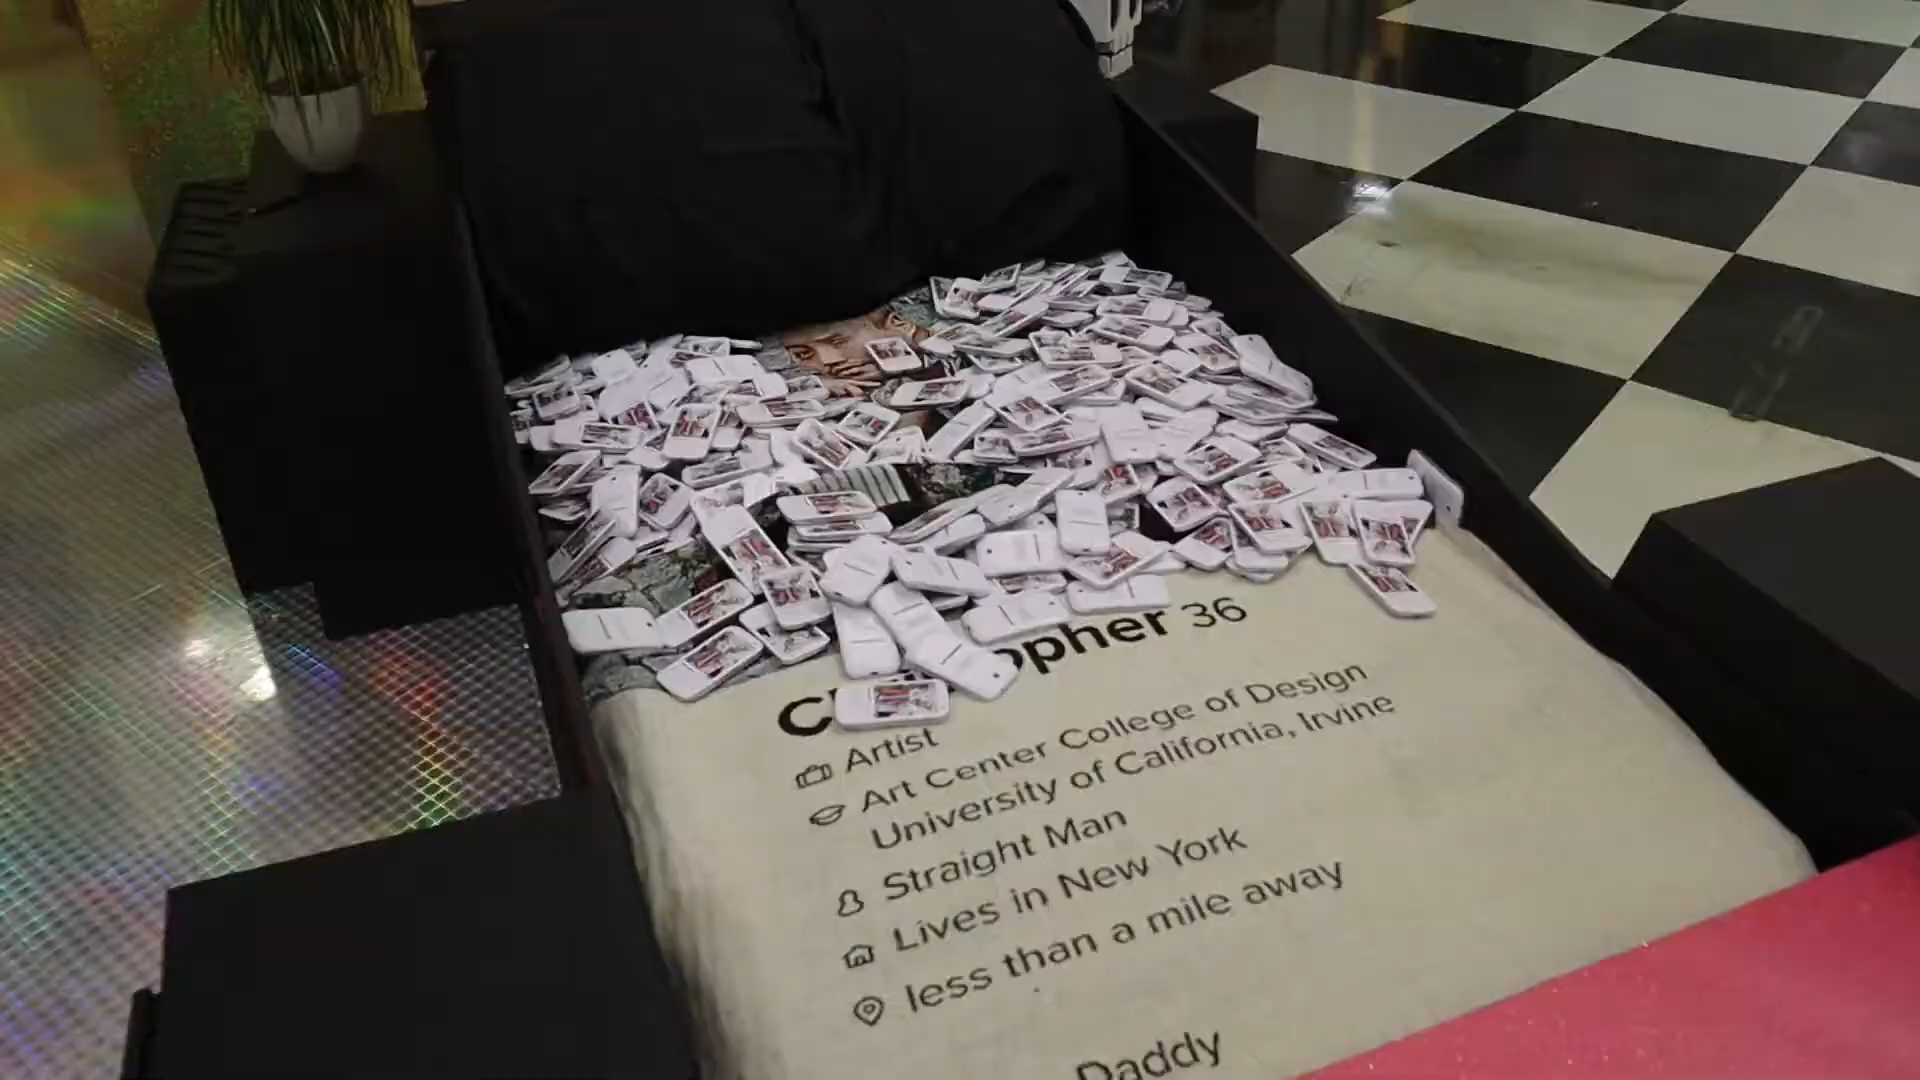 C opher 36
Artist
Art Center College of Design
University of California, Irvine
Straight Man
Lives in New York
less than a mile away
Daddy